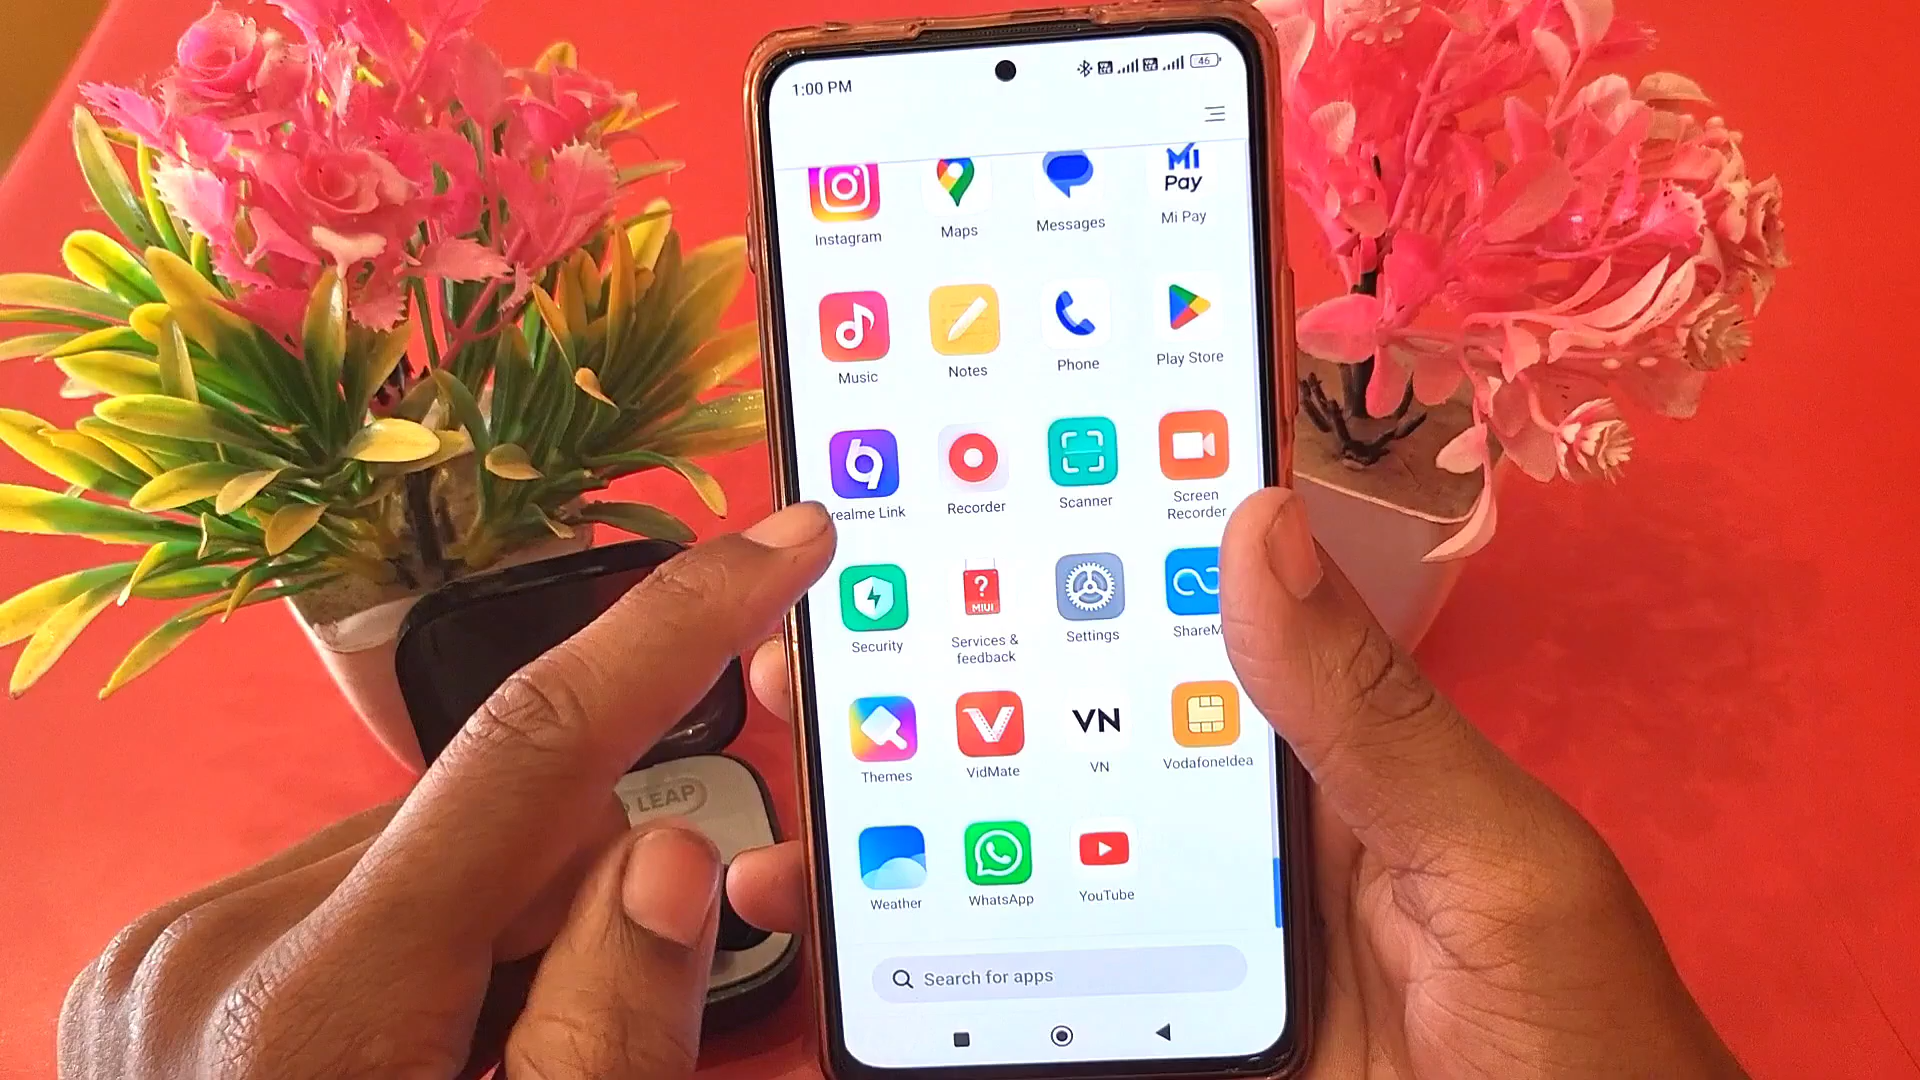 1:00 PM
46
Instagram
Maps
Messages
Mi
Pay
Mi Pay
Music
Notes
Phone
Play Store
realme Link
Recorder
Scanner
Screen
Recorder
Security
?
MIUI
Services &
feedback
Settings
ShareM
Themes
VidMate
VN
VN
VodafoneIdea
Weather
WhatsApp
YouTube
Search for apps
LEAP